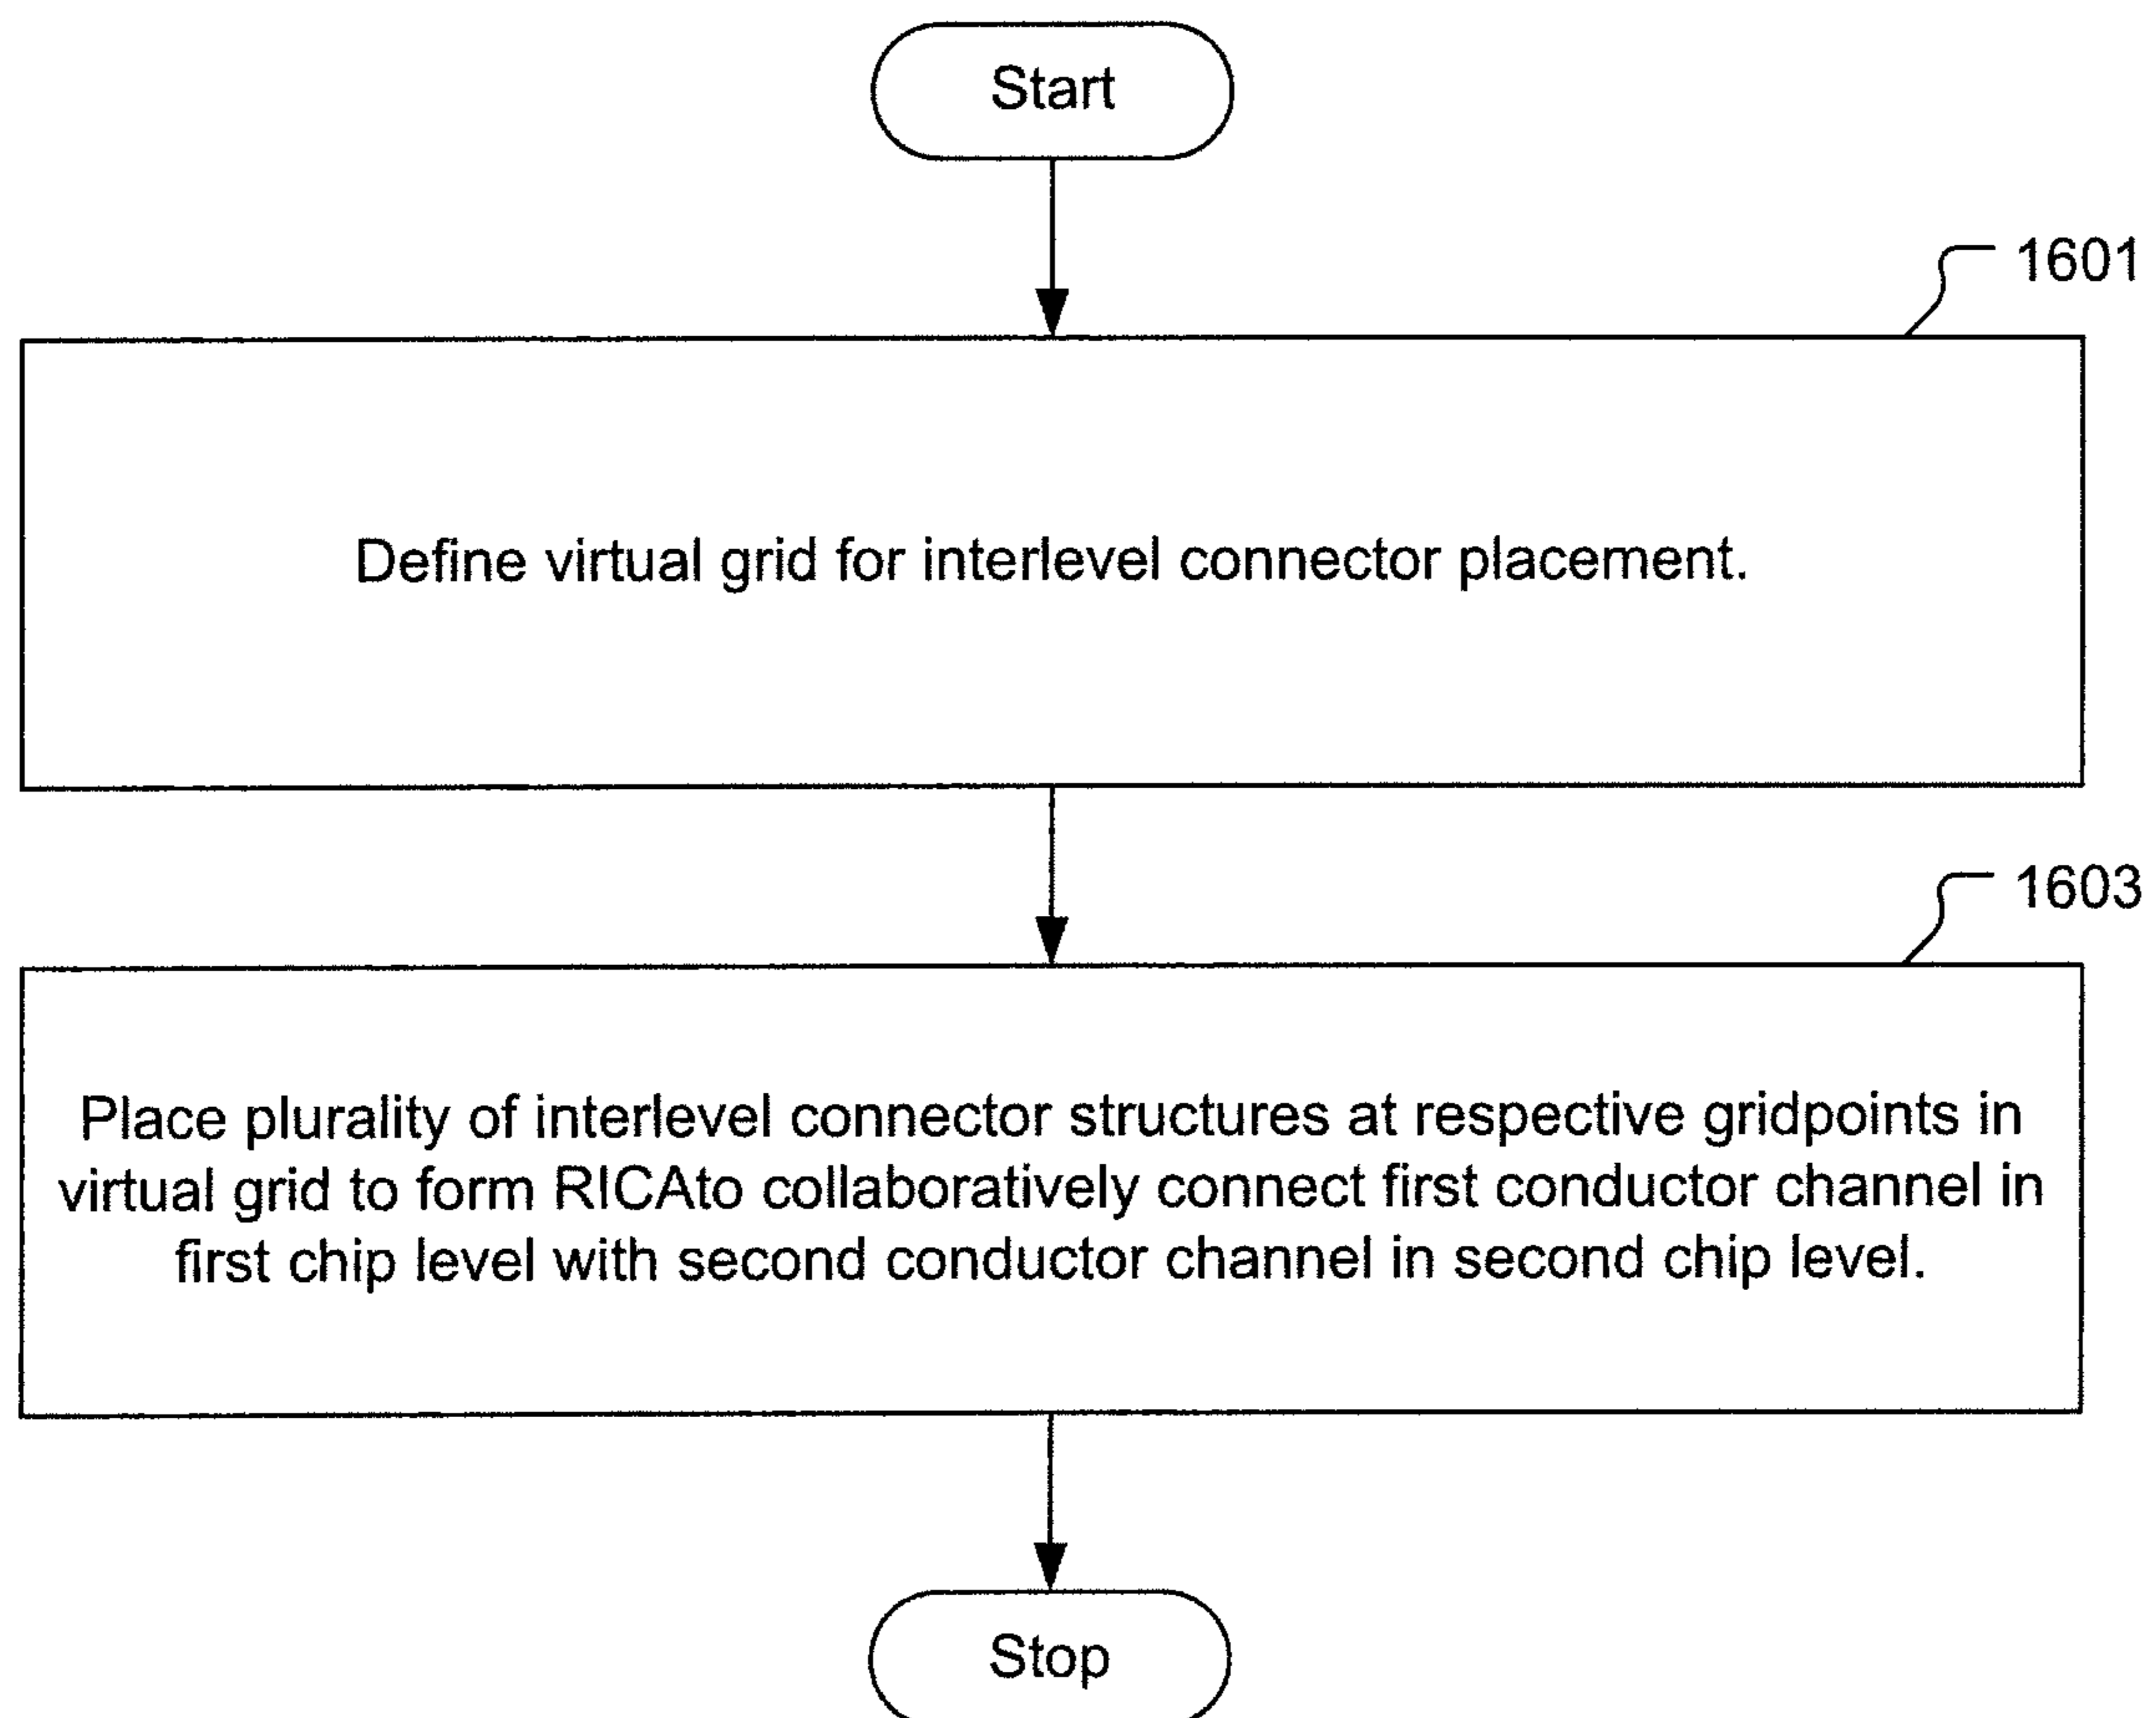 Start
1601
Define virtual grid for interlevel connector placement.
1603
Place plurality of interlevel connector structures at respective gridpoints in
virtual grid to form RICAto collaboratively connect first conductor channel in
first chip level with second conductor channel in second chip level.
Stop